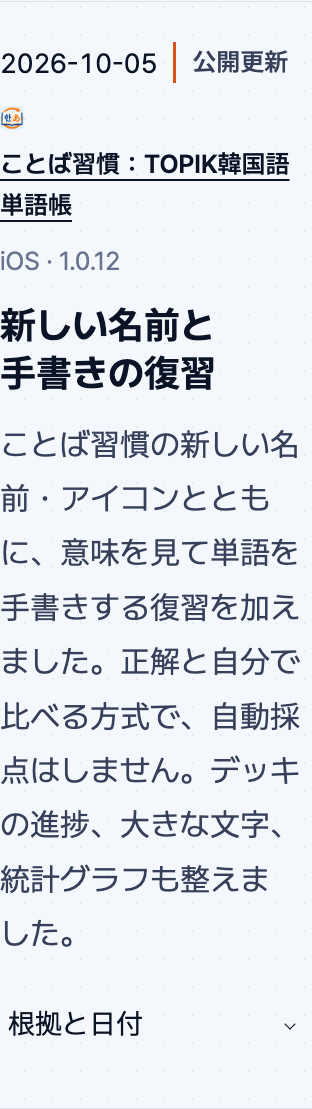 2026-10-05 公開更新
한 あ
ことば習慣：TOPIK韓国語
単語帳
iOS · 1.0.12
新しい名前と
手書きの復習
ことば習慣の新しい名
前・アイコンととも
に、意味を見て単語を
手書きする復習を加え
ました。正解と自分で
比べる方式で、自動採
点はしません。デッキ
の進捗、大きな文字、
統計グラフも整えま
した。
根拠と日付